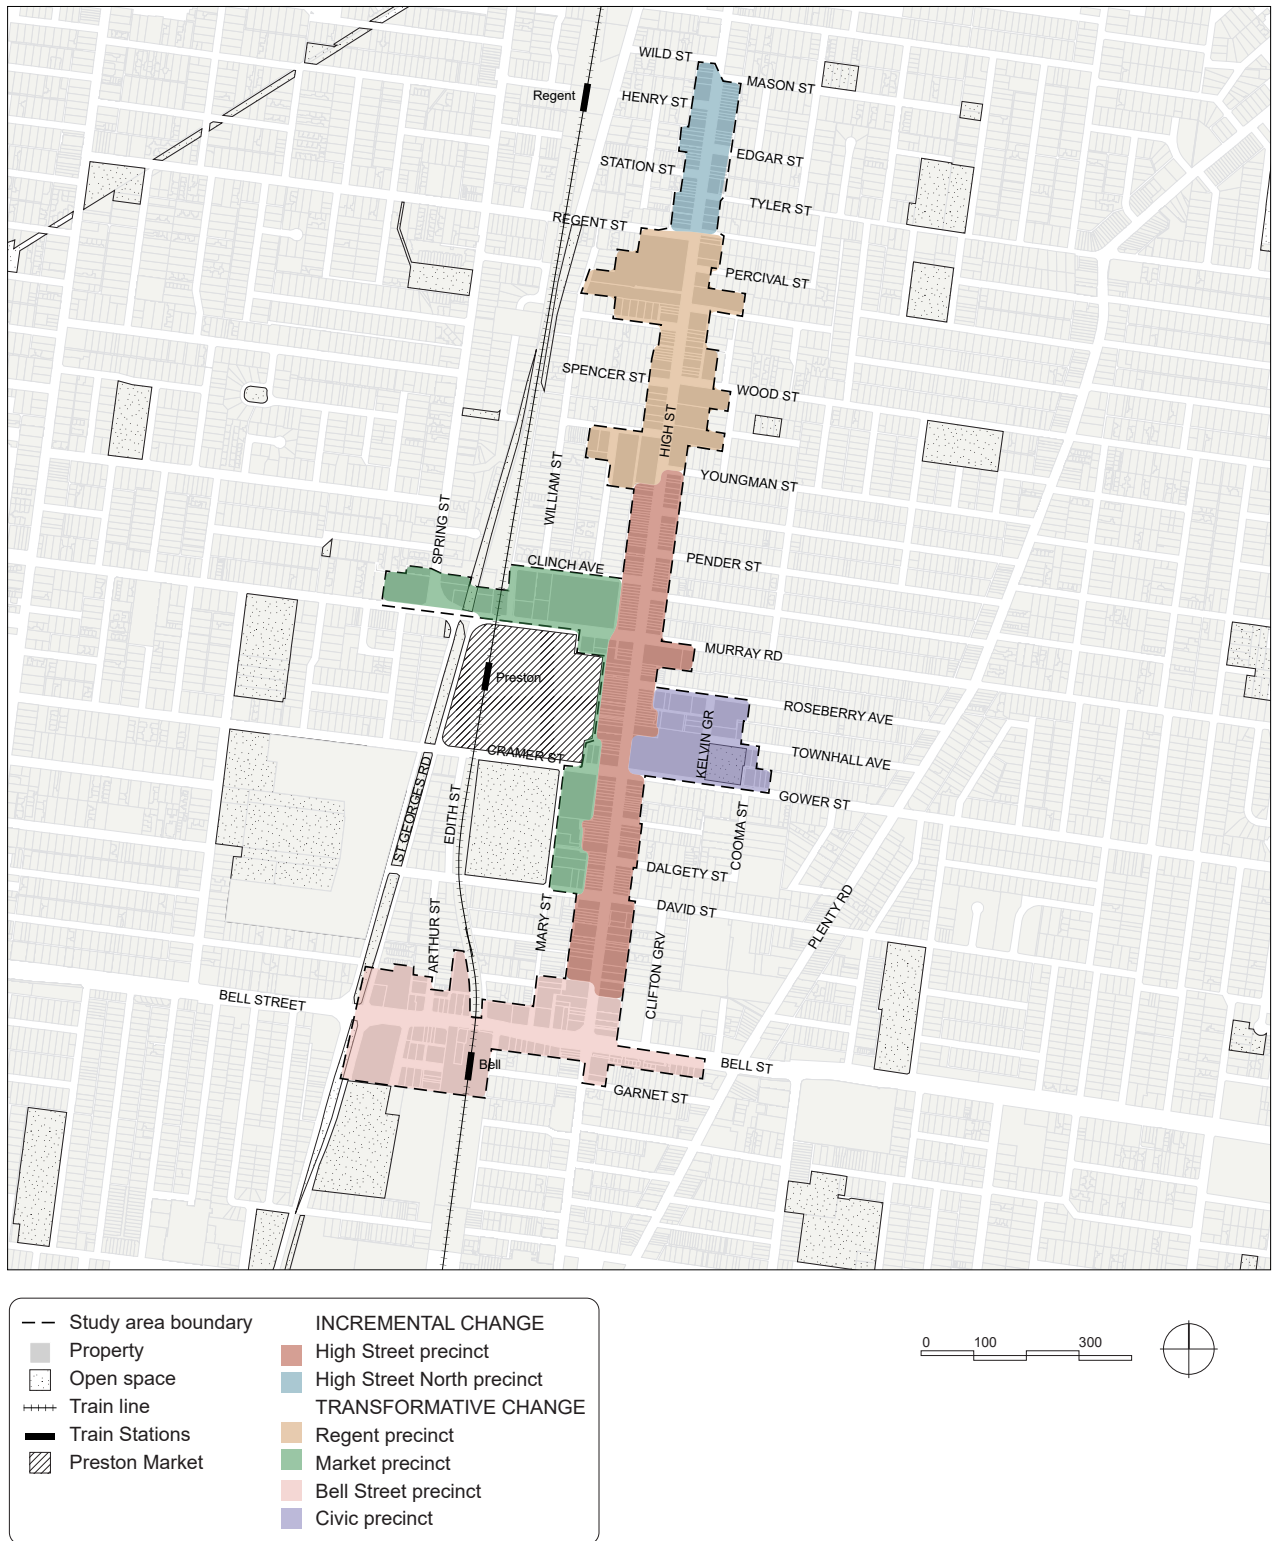 WILD ST
MASON ST
Regent
HENRY ST
STATION ST
EDGAR ST
TYLER ST
REGENT ST
PERCIVAL ST
SPENCER ST
WOOD ST
HIGH ST
WILLIAM ST
YOUNGMAN ST
SPRING ST
CLINCH AVE
PENDER ST
MURRAY RD
Preston
ROSEBERRY AVE
KELVIN GR
TOWNHALL AVE
CRAMER ST
GOWER ST
ST GEORGES RD
EDITH ST
COOMA ST
DALGETY ST
DAVID ST
PLENTY RD
ARTHUR ST
MARY ST
CLIFTON GRV
BELL STREET
Bell
BELL ST
GARNET ST
Study area boundary
Property
Open space
Train line
Train Stations
Preston Market
INCREMENTAL CHANGE
High Street precinct
High Street North precinct
TRANSFORMATIVE CHANGE
Regent precinct
Market precinct
Bell Street precinct
Civic precinct
0 100 300